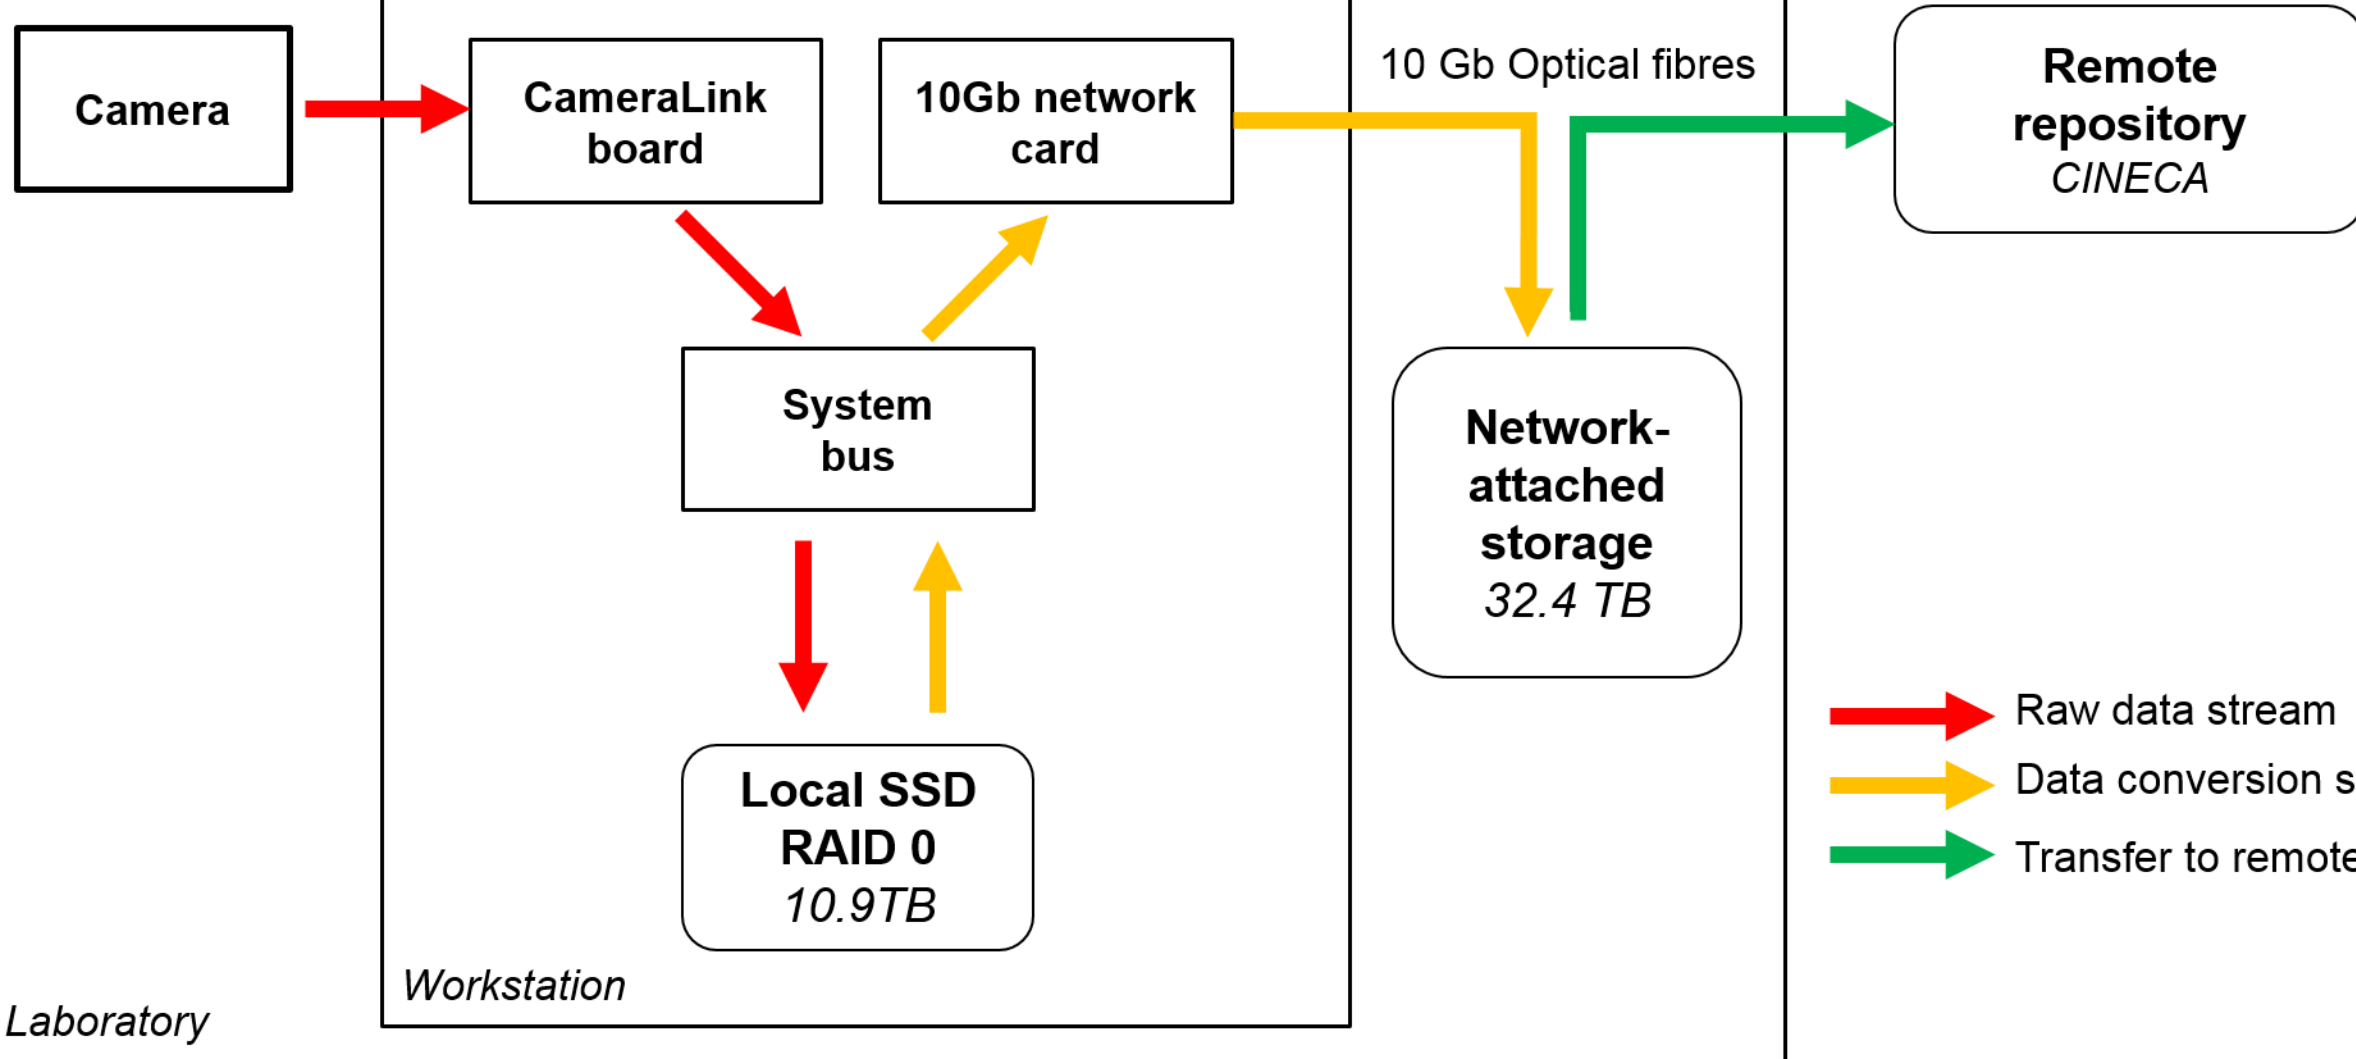 Camera
CameraLink
board
10Gb network
card
10 Gb Optical fibres
Remote
repository
CINECA
System
bus
Network-
attached
storage
32.4 TB
Local SSD
RAID 0
10.9TB
Raw data stream
Data conversion s
Transfer to remote
Workstation
Laboratory